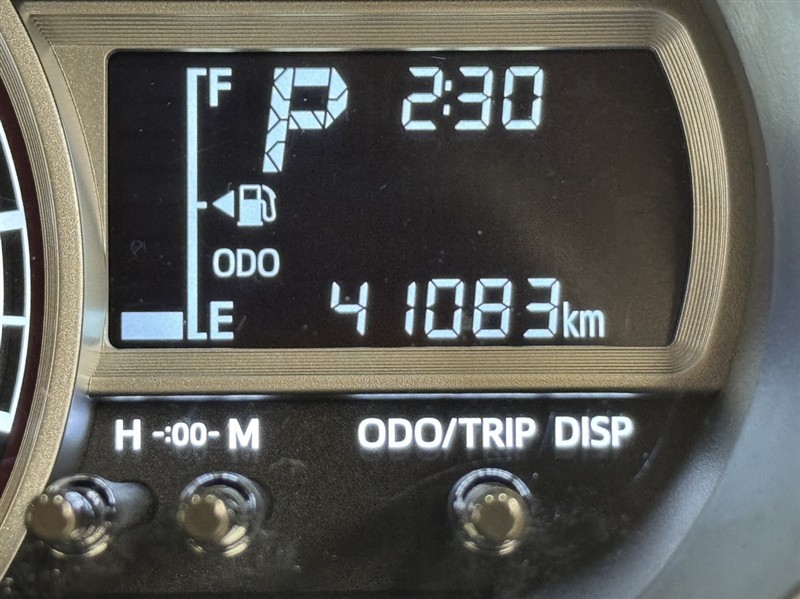 F P 2:30
ODO
E 41083km
H -:00- M ODO/TRIP DISP